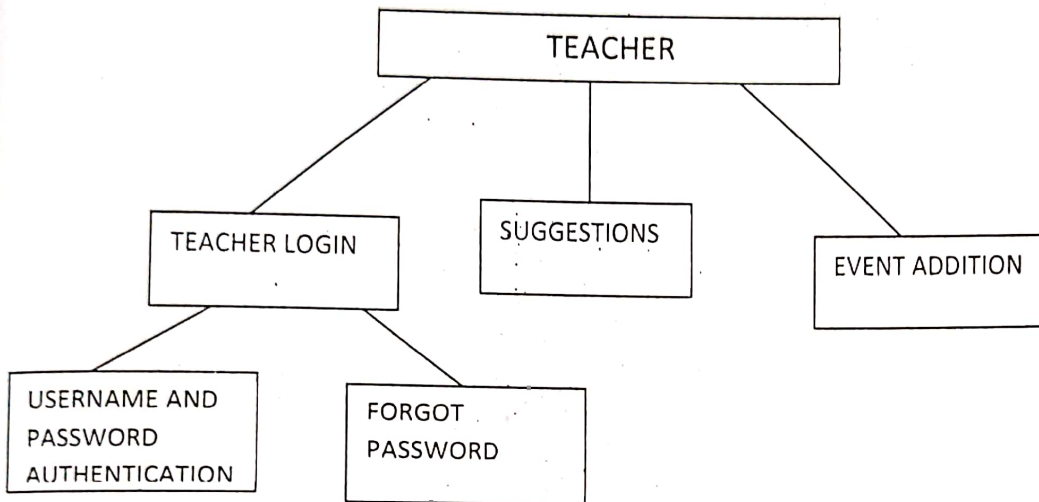 TEACHER
TEACHER LOGIN
SUGGESTIONS
EVENT ADDITION
USERNAME AND
PASSWORD
AUTHENTICATION
FORGOT
PASSWORD